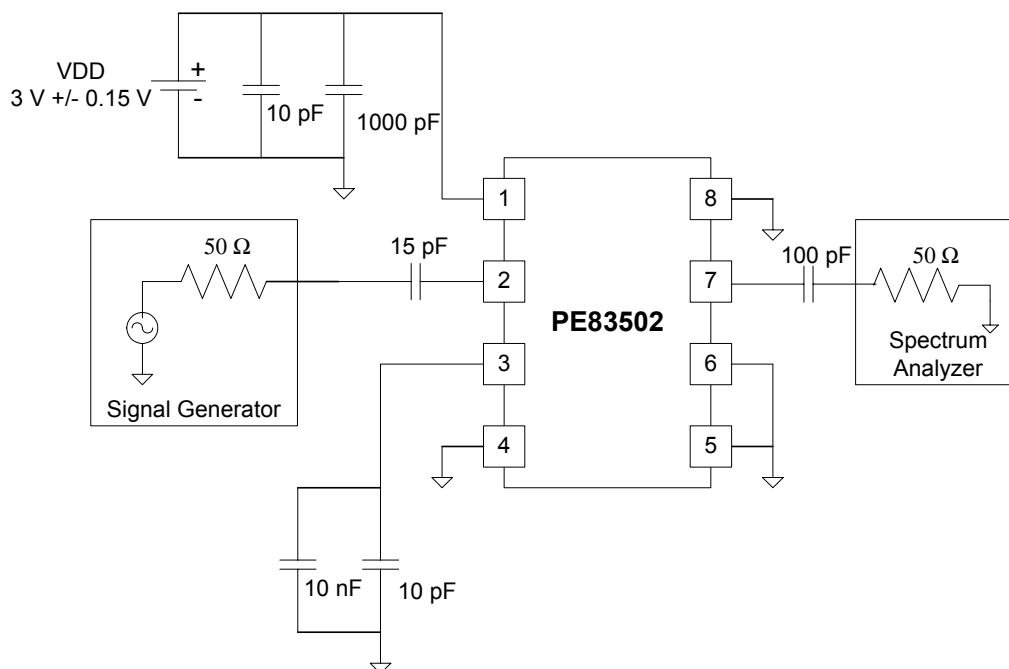 VDD
3 V +/- 0.15 V
+
-
10 pF
1000 pF
1
8
50 Ω
15 pF
100 pF
50 Ω
2
7
PE83502
3
6
Spectrum
Analyzer
Signal Generator
4
5
10 nF
10 pF